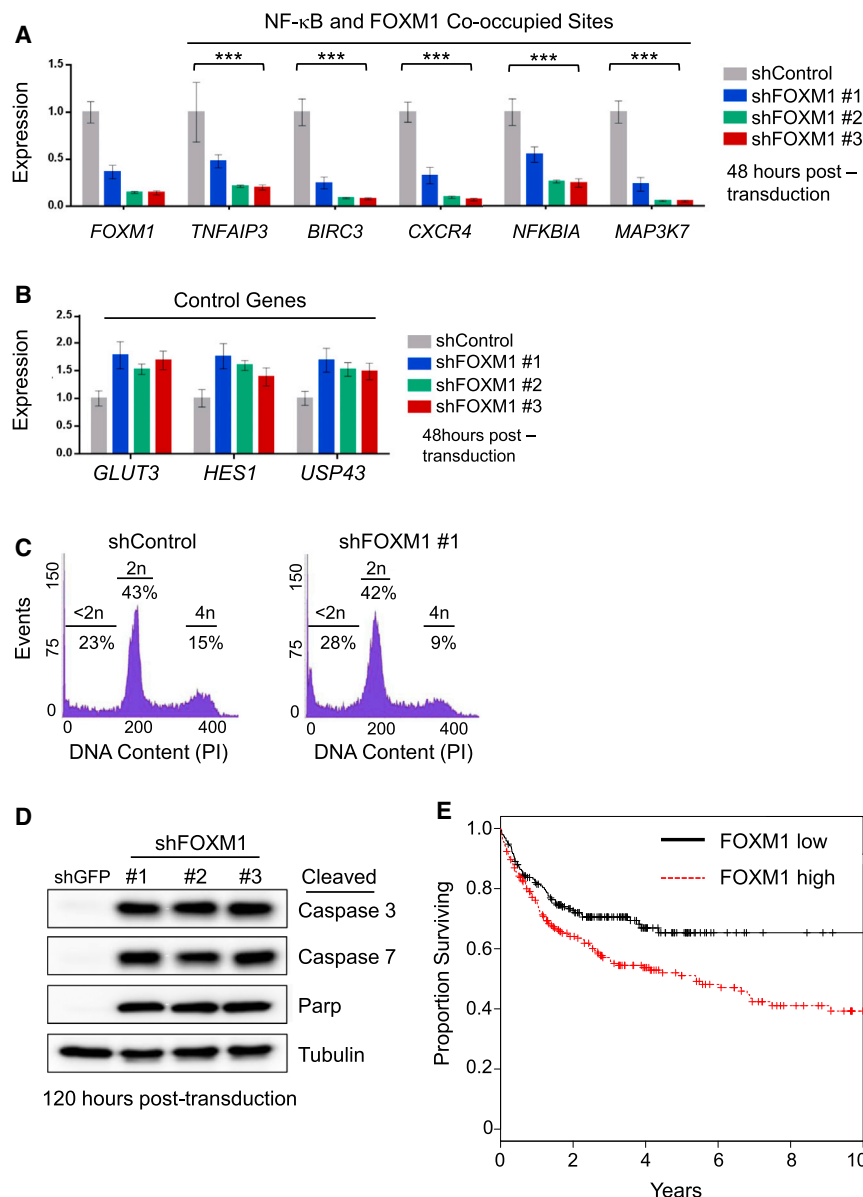 A
NF-κB and FOXM1 Co-occupied Sites
*** *** *** *** ***
Expression
1.0
0.5
0.0
FOXM1 TNFAIP3 BIRC3 CXCR4 NFKBIA MAP3K7
shControl
shFOXM1 #1
shFOXM1 #2
shFOXM1 #3
48 hours post –
transduction
B
Control Genes
Expression
2.5
2.0
1.5
1.0
0.5
0.0
GLUT3 HES1 USP43
shControl
shFOXM1 #1
shFOXM1 #2
shFOXM1 #3
48hours post –
transduction
C
shControl
Events
150
75
0
2n
43%
<2n
23%
4n
15%
0 200 400
DNA Content (PI)
shFOXM1 #1
150
75
0
2n
42%
<2n
28%
4n
9%
0 200 400
DNA Content (PI)
D
shFOXM1
shGFP #1 #2 #3 Cleaved
Caspase 3
Caspase 7
Parp
Tubulin
120 hours post-transduction
E
Proportion Surviving
1.0
0.8
0.6
0.4
0.2
0
FOXM1 low
FOXM1 high
0 2 4 6 8 10
Years